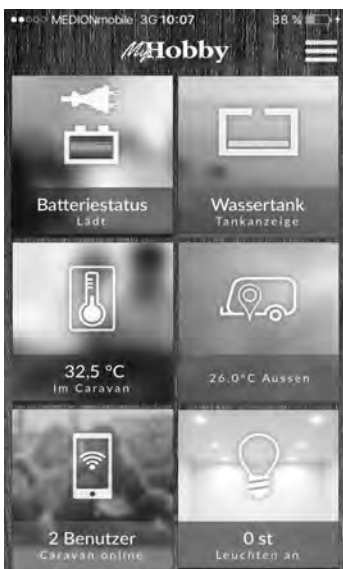 MEDIONmobile 3G 10:07 38 %
MyHobby
Batteriestatus
Lädt
Wassertank
Tankanzeige
32,5 °C
Im Caravan
26.0°C Aussen
2 Benutzer
Caravan online
0 st
Leuchten an